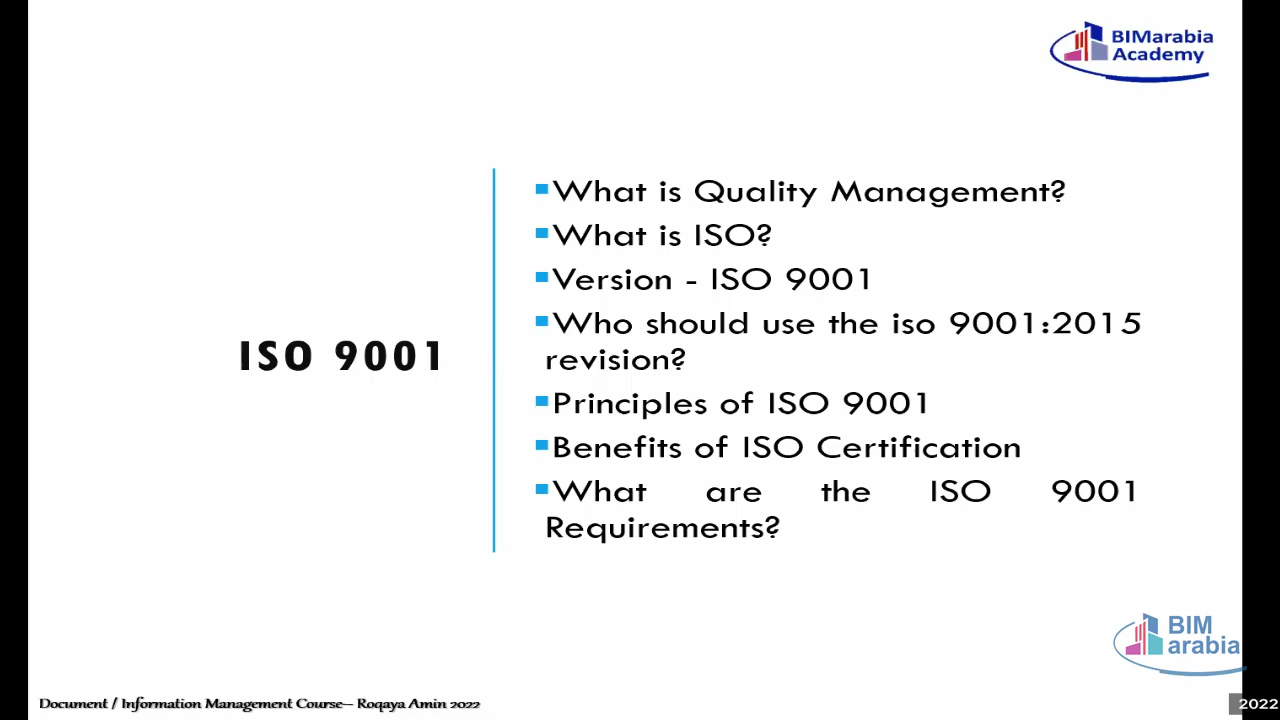 BIMarabia
Academy
ISO 9001
What is Quality Management?
What is ISO?
Version - ISO 9001
Who should use the iso 9001:2015
revision?
Principles of ISO 9001
Benefits of ISO Certification
What are the ISO 9001
Requirements?
BIM
arabia
Document / Information Management Course– Roqaya Amin 2022
2022